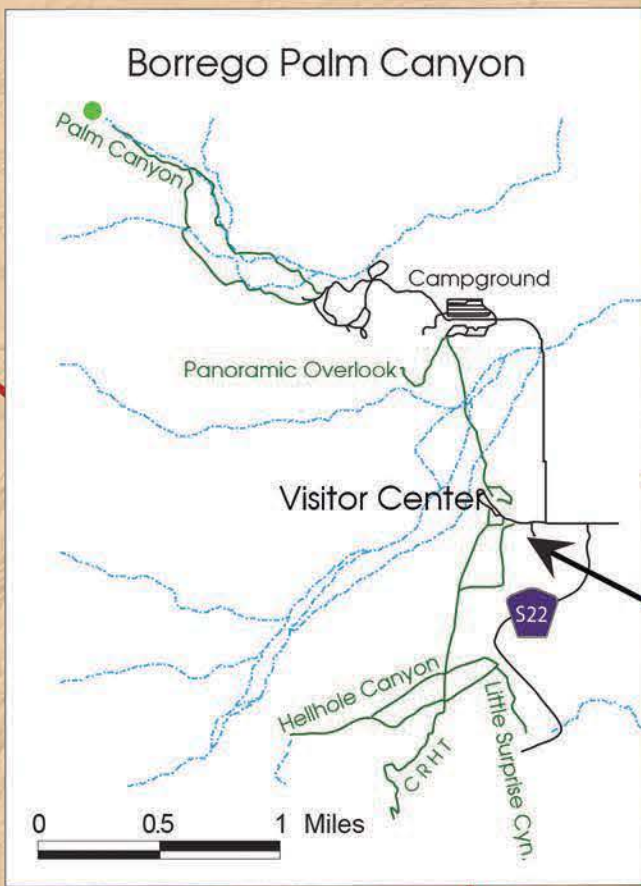 Borrego Palm Canyon
Palm Canyon
Campground
Panoramic Overlook
Visitor Center
S22
Hellhole Canyon
Little Surprise Cyn.
CRHT
0 0.5 1 Miles